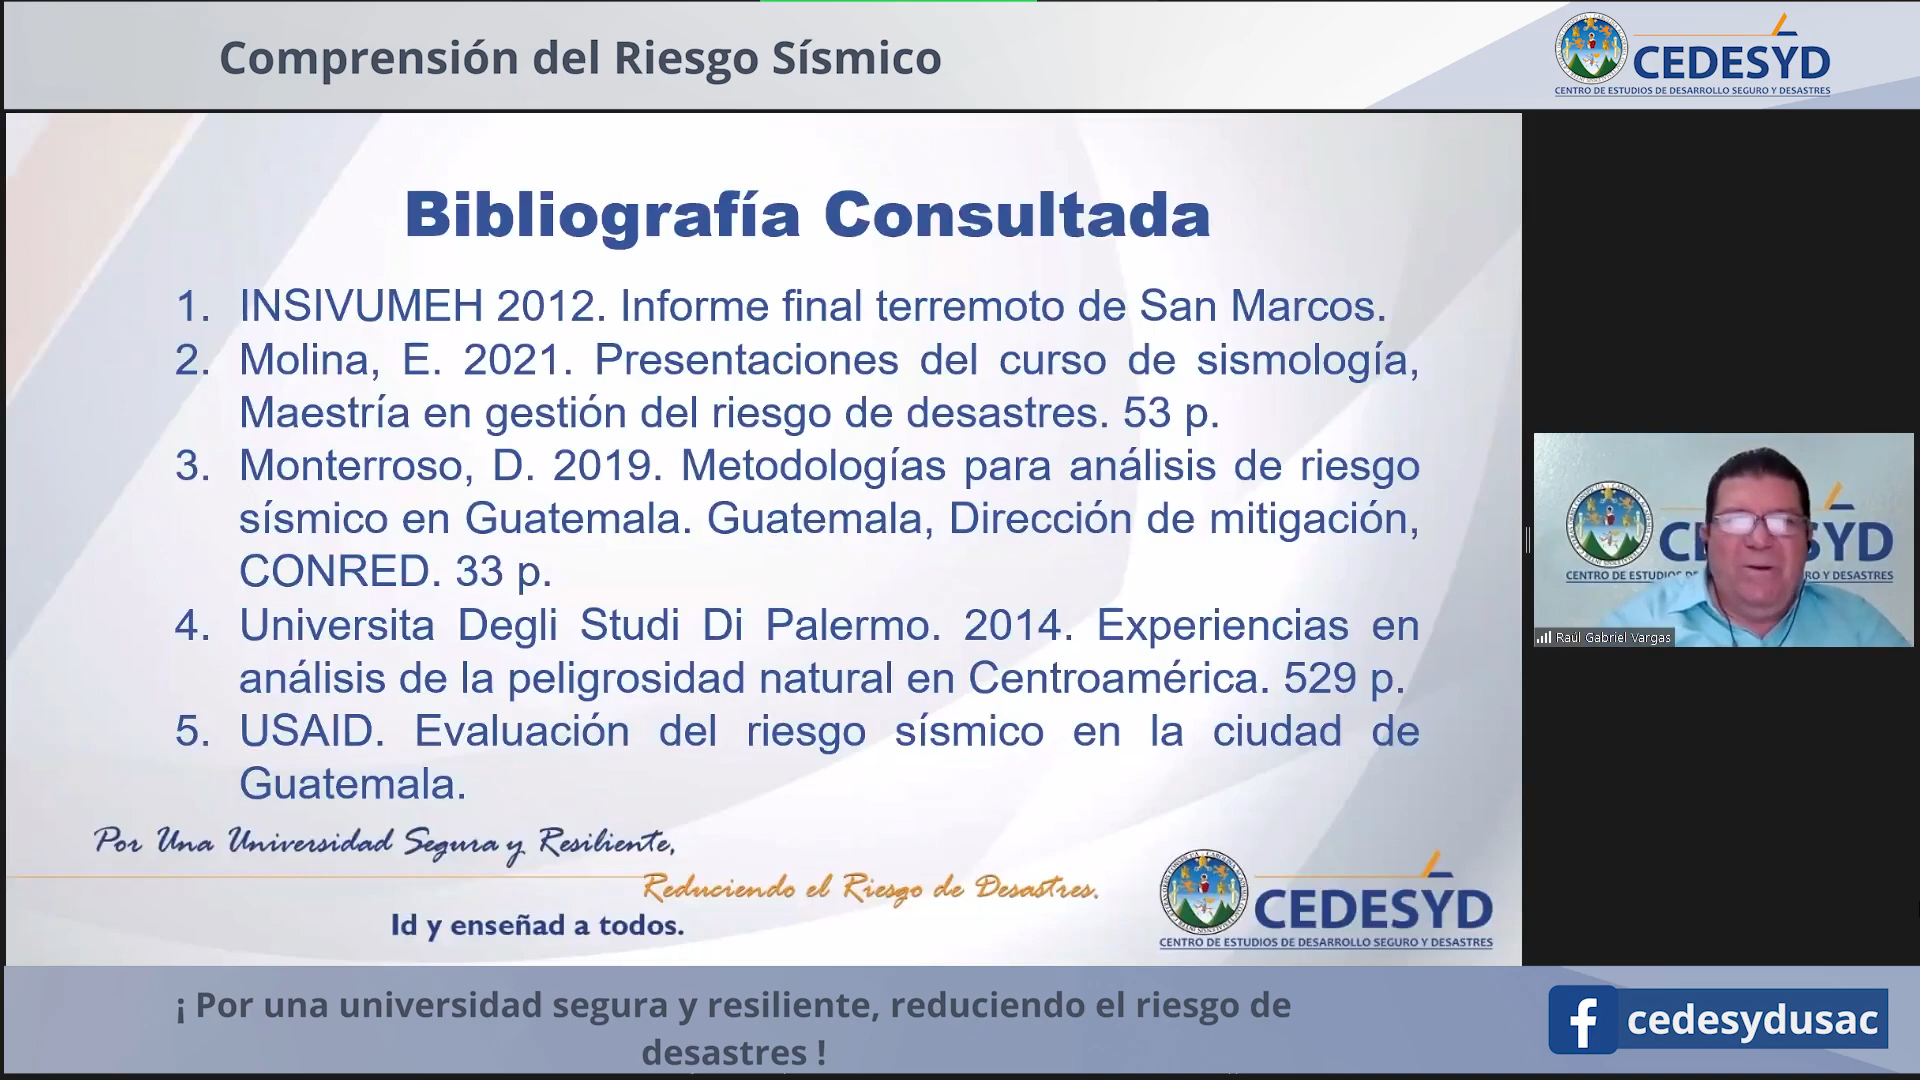 Comprensión del Riesgo Sísmico
CEDESYD
CENTRO DE ESTUDIOS DE DESARROLLO SEGURO Y DESASTRES
Bibliografía Consultada
1. INSIVUMEH 2012. Informe final terremoto de San Marcos.
2. Molina, E. 2021. Presentaciones del curso de sismología,
Maestría en gestión del riesgo de desastres. 53 p.
3. Monterroso, D. 2019. Metodologías para análisis de riesgo
sísmico en Guatemala. Guatemala, Dirección de mitigación,
CONRED. 33 p.
4. Universita Degli Studi Di Palermo. 2014. Experiencias en
análisis de la peligrosidad natural en Centroamérica. 529 p.
5. USAID. Evaluación del riesgo sísmico en la ciudad de
Guatemala.
Por Una Universidad Segura y Resiliente,
Reduciendo el Riesgo de Desastres.
Id y enseñad a todos.
CEDESYD
CENTRO DE ESTUDIOS DE DESARROLLO SEGURO Y DESASTRES
CE SYD
CENTRO DE RO Y DESASTRES
Raúl Gabriel Vargas
¡ Por una universidad segura y resiliente, reduciendo el riesgo de
desastres !
f cedesydusac